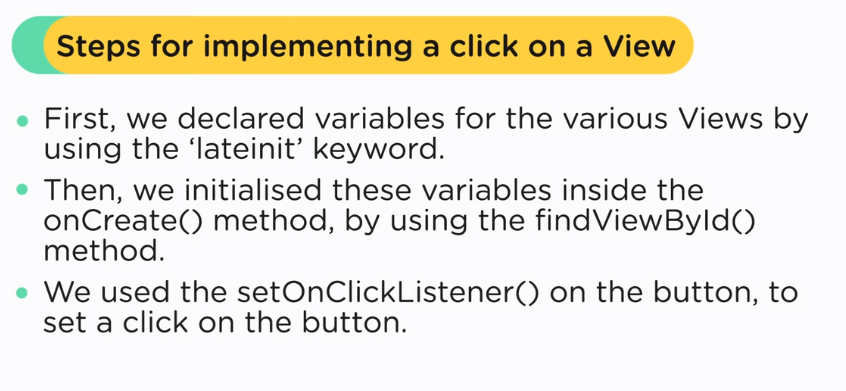 Steps for implementing a click on a View
First, we declared variables for the various Views by
using the ‘lateinit’ keyword.
Then, we initialised these variables inside the
onCreate() method, by using the findViewById()
method.
We used the setOnClickListener() on the button, to
set a click on the button.